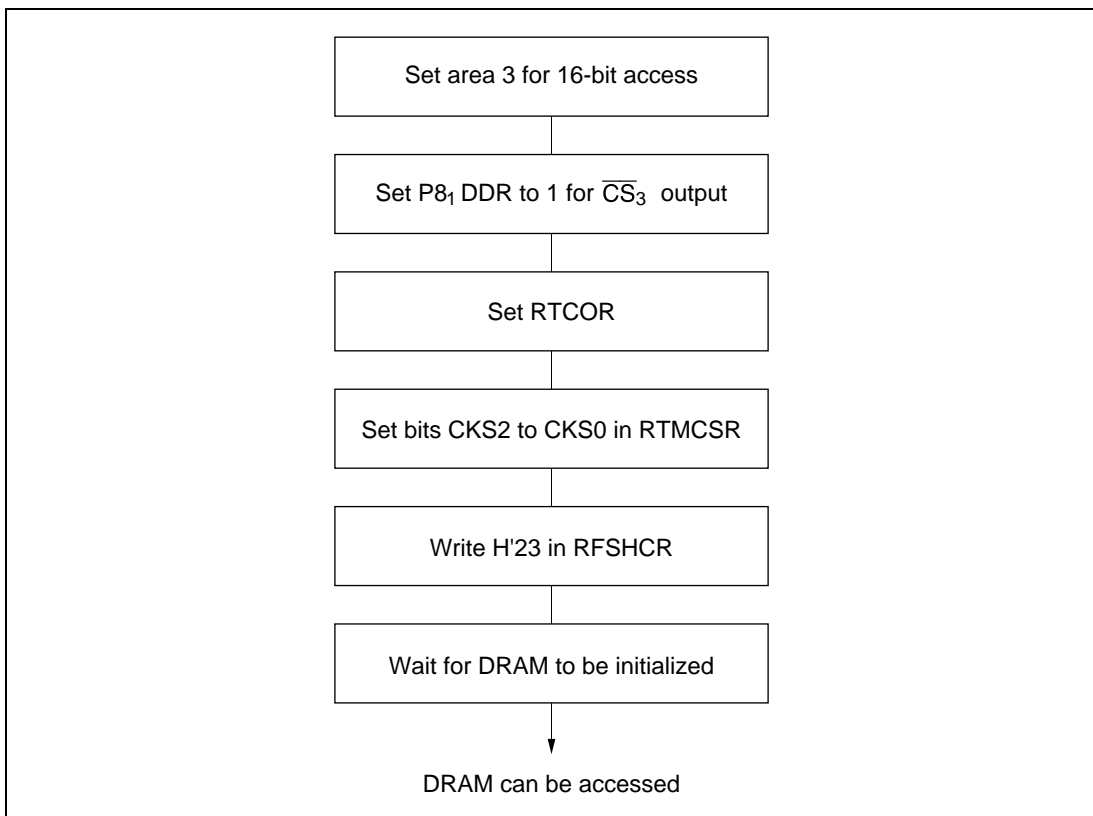 Set area 3 for 16-bit access
Set P8₁ DDR to 1 for C̅S̅₃ output
Set RTCOR
Set bits CKS2 to CKS0 in RTMCSR
Write H'23 in RFSHCR
Wait for DRAM to be initialized
DRAM can be accessed